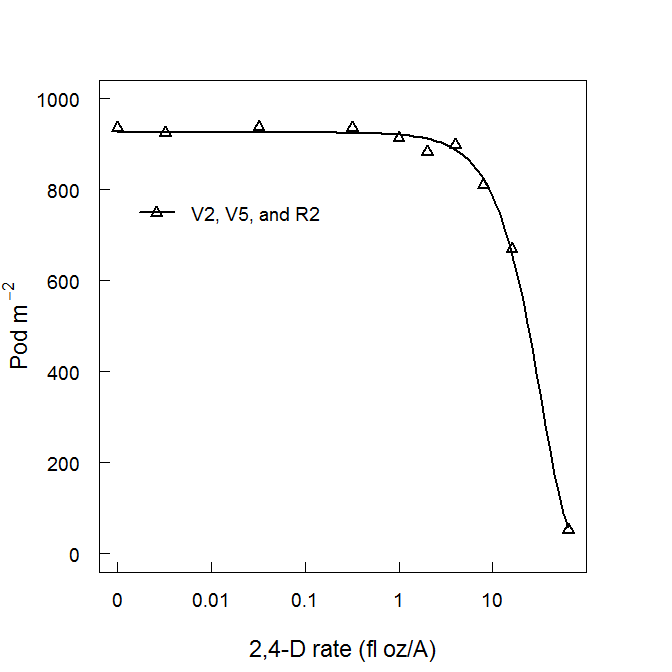 1000
800
600
400
200
0
Pod m⁻²
V2, V5, and R2
0 0.01 0.1 1 10
2,4-D rate (fl oz/A)